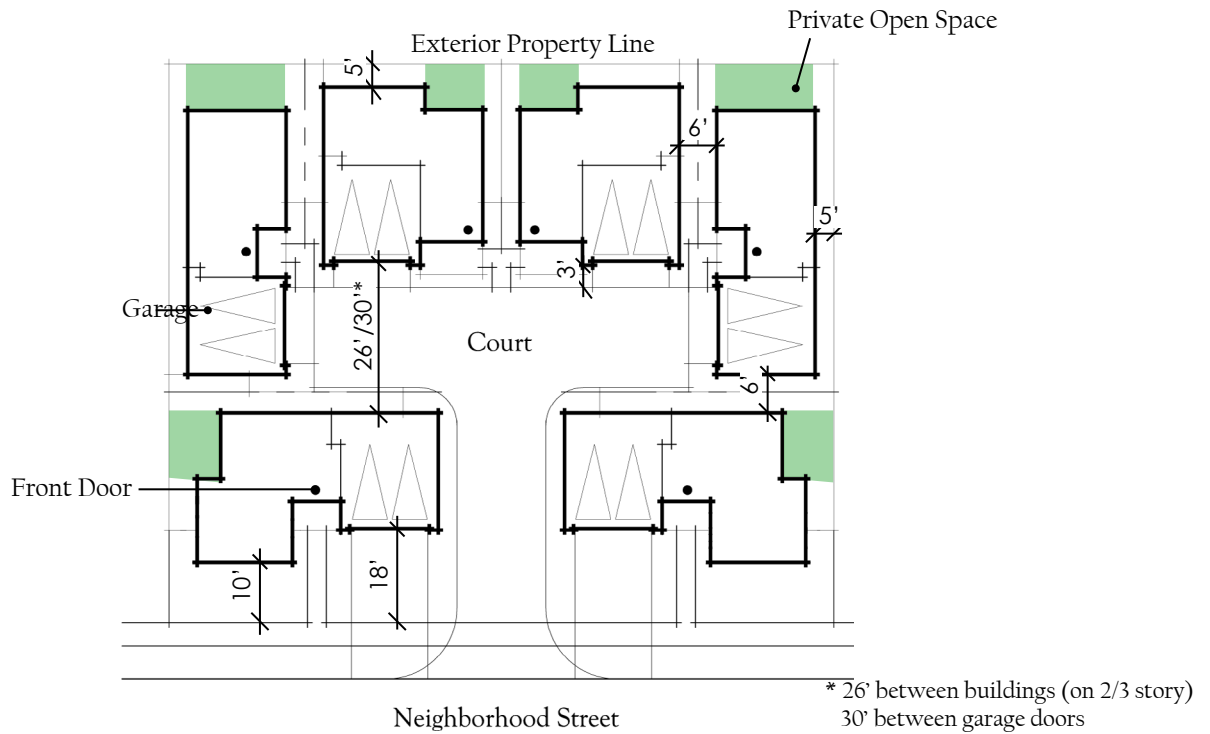 Private Open Space
Exterior Property Line
5'
6'
5'
3'
Garage
26'/30'*
Court
6'
Front Door
10'
18'
* 26' between buildings (on 2/3 story)
30' between garage doors
Neighborhood Street